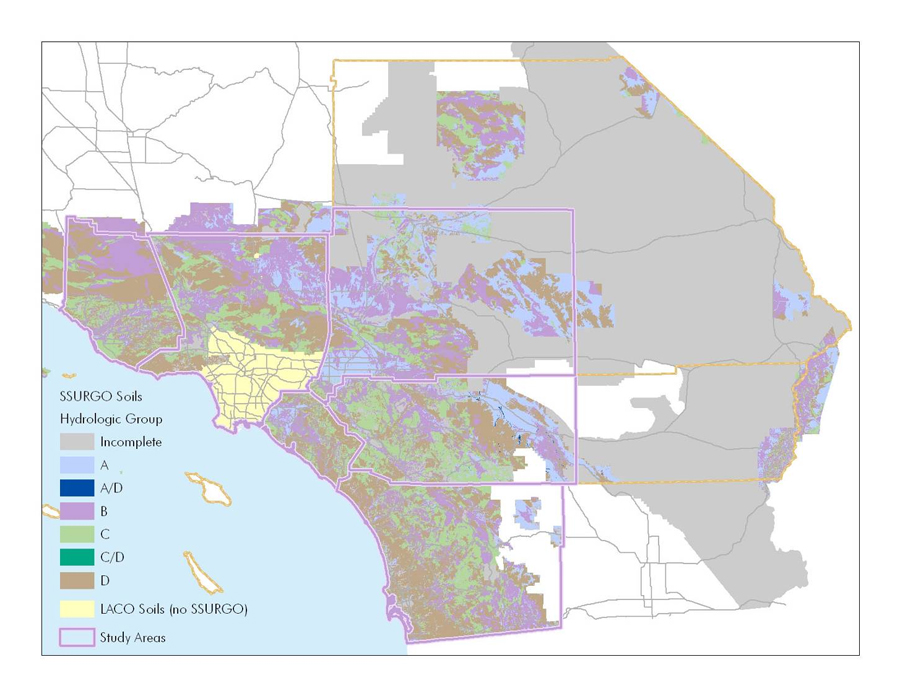 SSURGO Soils
Hydrologic Group
Incomplete
A
A/D
B
C
C/D
D
LACO Soils (no SSURGO)
Study Areas